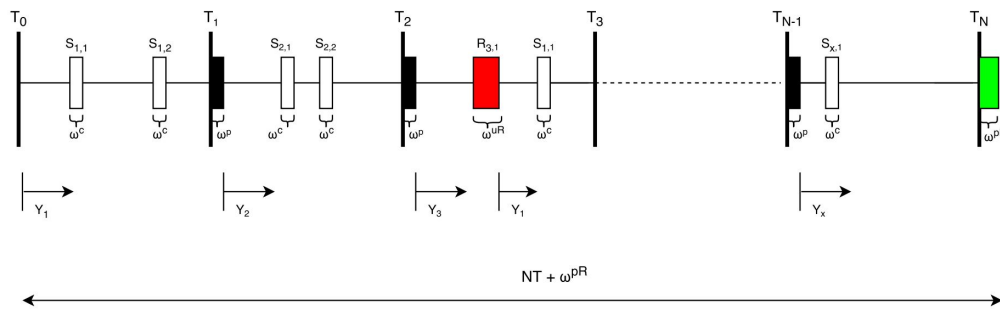 T0 T1 T2 T3 TN-1 TN
S1,1 S1,2 S2,1 S2,2 R3,1 S1,1 Sx,1
ωc ωc ωp ωc ωc ωp ωuR ωc ωp ωc ωp
Y1 Y2 Y3 Y1 Yx
NT + ωpR